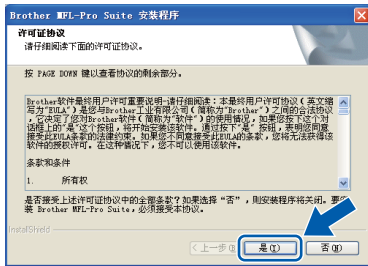 Brother MFL-Pro Suite 安装程序
许可证协议
请仔细阅读下面的许可证协议。
按 PAGE DOWN 键以查看协议的剩余部分。
Brother软件最终用户许可重要说明-请仔细阅读：本最终用户许可协议（英文缩
写为"EULA"）是您与Brother工业有限公司（简称为"Brother"）之间的合法协议
，它决定了您对Brother软件（简称为"软件"）的使用情况，如果您按下这个对
话框上的"是"这个按钮，将开始安装该软件。通过按下"是" 按钮，表明您同意
接受此EULA条款的法律约束。如果您不同意接受此EULA的条款，您将无法获得该
软件的授权许可。在这种情况下，您不可以使用该软件。
条款和条件
1. 所有权
是否接受上述许可证协议中的全部条款？如果选择 "否" ，则安装程序将关闭。要
装 Brother MFL-Pro Suite，必须接受本协议。
InstallShield
<上一步(B) 是(Y) 否(N)